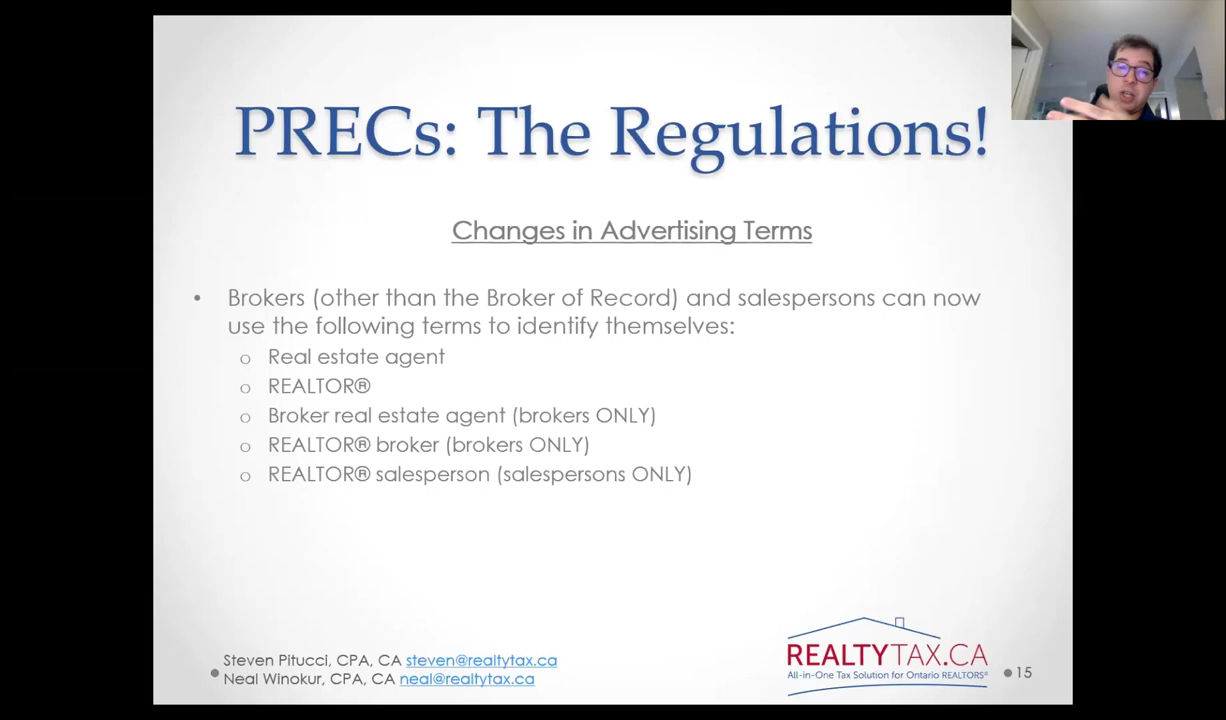 PRECs: The Regulations!
Changes in Advertising Terms
• Brokers (other than the Broker of Record) and salespersons can now
use the following terms to identify themselves:
o Real estate agent
o REALTOR®
o Broker real estate agent (brokers ONLY)
o REALTOR® broker (brokers ONLY)
o REALTOR® salesperson (salespersons ONLY)
Steven Pitucci, CPA, CA steven@realtytax.ca
Neal Winokur, CPA, CA neal@realtytax.ca
REALTYTAX.CA
All-in-One Tax Solution for Ontario REALTORS®
15